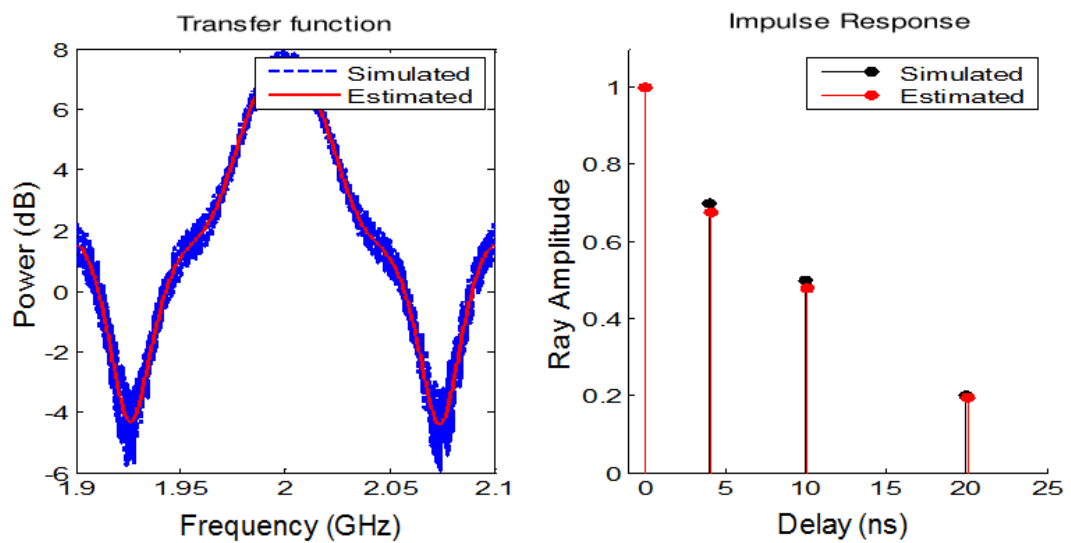 Transfer function
Power (dB)
8
6
4
2
0
-2
-4
-6
Simulated
Estimated
1.9
1.95
2
2.05
2.1
Frequency (GHz)
Impulse Response
Ray Amplitude
1
0.8
0.6
0.4
0.2
0
Simulated
Estimated
0
5
10
15
20
25
Delay (ns)